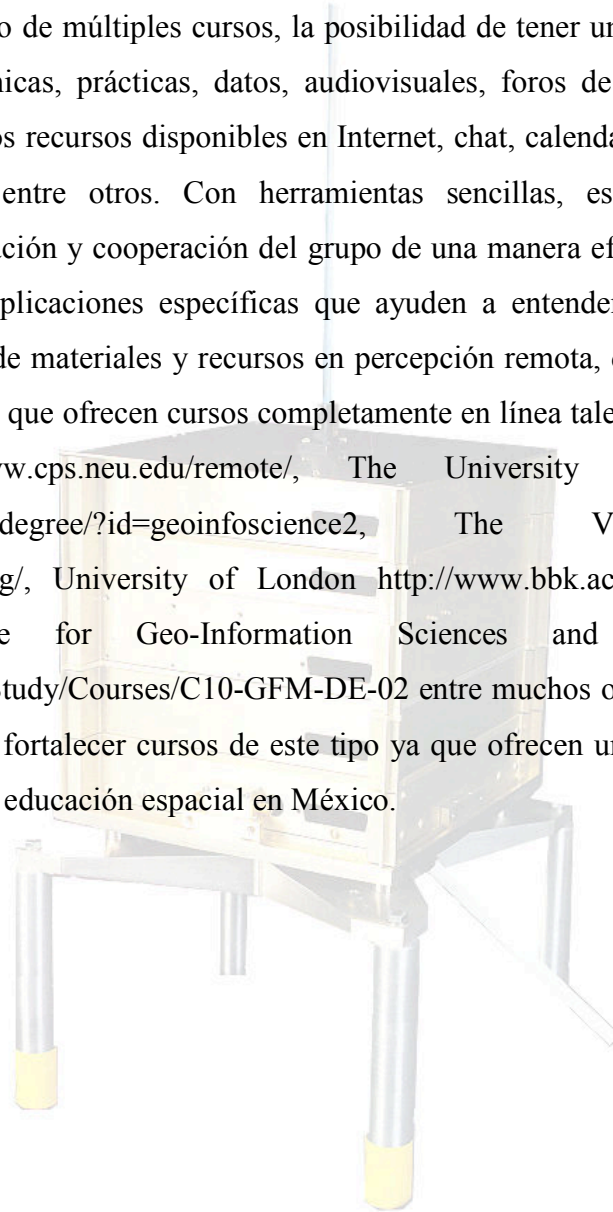 o de múltiples cursos, la posibilidad de tener un
nicas, prácticas, datos, audiovisuales, foros de
os recursos disponibles en Internet, chat, calenda
entre otros. Con herramientas sencillas, es
ación y cooperación del grupo de una manera ef
plicaciones específicas que ayuden a entender
de materiales y recursos en percepción remota,
que ofrecen cursos completamente en línea tale
w.cps.neu.edu/remote/, The University
degree/?id=geoinfoscience2, The V
g/, University of London http://www.bbk.ac
e for Geo-Information Sciences and
Study/Courses/C10-GFM-DE-02 entre muchos o
fortalecer cursos de este tipo ya que ofrecen un
educación espacial en México.